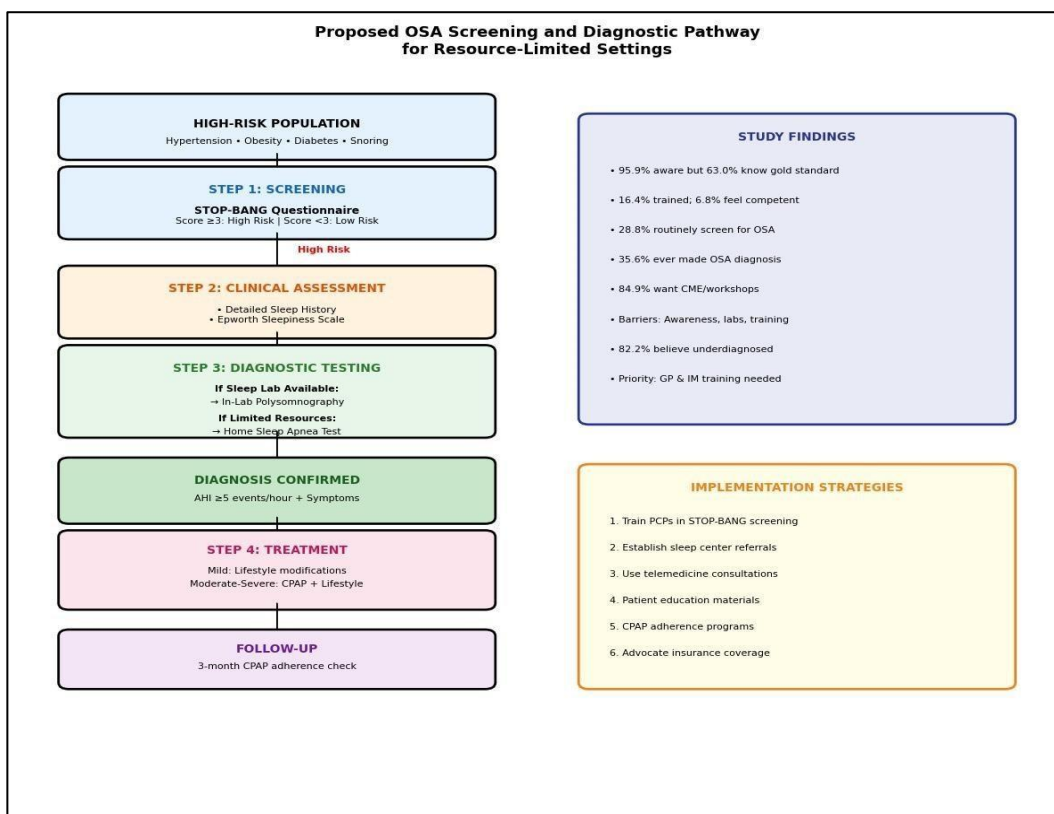 Proposed OSA Screening and Diagnostic Pathway
for Resource-Limited Settings
HIGH-RISK POPULATION
Hypertension • Obesity • Diabetes • Snoring
STEP 1: SCREENING
STOP-BANG Questionnaire
Score ≥3: High Risk | Score <3: Low Risk
High Risk
STEP 2: CLINICAL ASSESSMENT
• Detailed Sleep History
• Epworth Sleepiness Scale
STEP 3: DIAGNOSTIC TESTING
If Sleep Lab Available:
→ In-Lab Polysomnography
If Limited Resources:
→ Home Sleep Apnea Test
DIAGNOSIS CONFIRMED
AHI ≥5 events/hour + Symptoms
STEP 4: TREATMENT
Mild: Lifestyle modifications
Moderate-Severe: CPAP + Lifestyle
FOLLOW-UP
3-month CPAP adherence check
STUDY FINDINGS
• 95.9% aware but 63.0% know gold standard
• 16.4% trained; 6.8% feel competent
• 28.8% routinely screen for OSA
• 35.6% ever made OSA diagnosis
• 84.9% want CME/workshops
• Barriers: Awareness, labs, training
• 82.2% believe underdiagnosed
• Priority: GP & IM training needed
IMPLEMENTATION STRATEGIES
1. Train PCPs in STOP-BANG screening
2. Establish sleep center referrals
3. Use telemedicine consultations
4. Patient education materials
5. CPAP adherence programs
6. Advocate insurance coverage